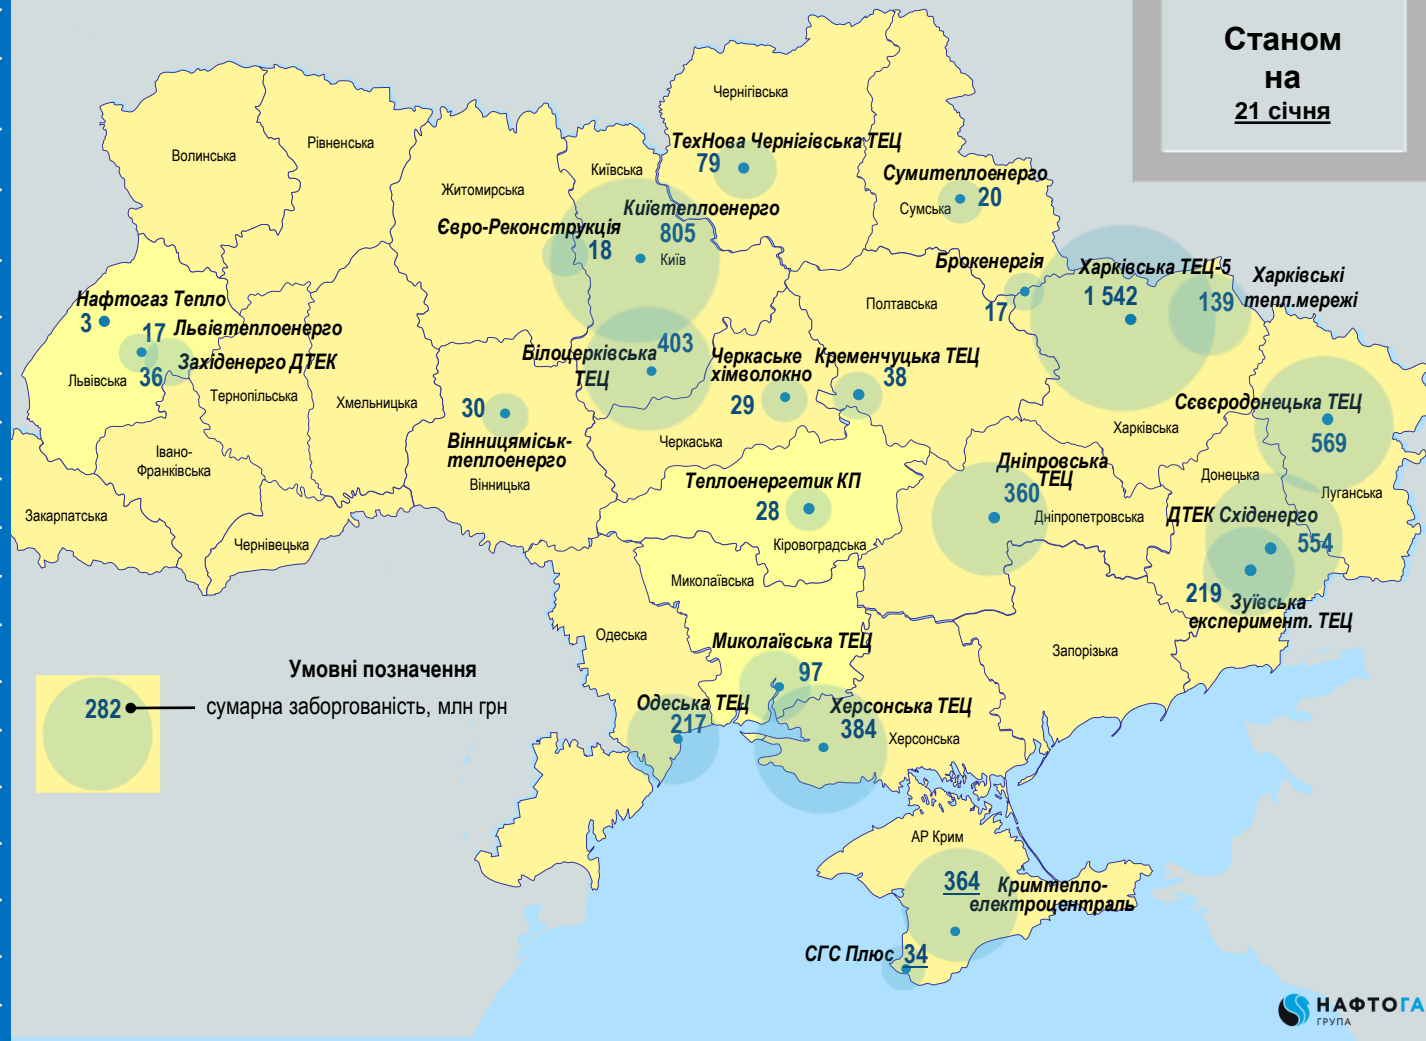 Станом
на
21 січня
Чернігівська
ТехНова Чернігівська ТЕЦ
79
Волинська
Рівненська
Житомирська
Київська
Київтеплоенерго
805
Київ
Євро-Реконструкція
18
Сумитеплоенерго
20
Сумська
Брокенергія
17
Харківська ТЕЦ-5
1 542
139
Харківські
тепл.мережі
Полтавська
Нафтогаз Тепло
3
17
Львівтеплоенерго
Західенерго ДТЕК
36
Львівська
Тернопільська
Хмельницька
Білоцерківська
ТЕЦ
403
Черкаське
хімволокно
29
Кременчуцька ТЕЦ
38
Сєвєродонецька ТЕЦ
569
Харківська
30
Вінницяміськ-
теплоенерго
Вінницька
Черкаська
Івано-
Франківська
Закарпатська
Чернівецька
Теплоенергетик КП
28
Кіровоградська
Дніпровська
ТЕЦ
360
Дніпропетровська
Донецька
Луганська
ДТЕК Східенерго
554
219
Зуївська
експеримент. ТЕЦ
Миколаївська
Одеська
Запорізька
Миколаївська ТЕЦ
97
Одеська ТЕЦ
217
Херсонська ТЕЦ
384
Херсонська
Умовні позначення
282
сумарна заборгованість, млн грн
АР Крим
364
Кримтепло-
електроцентраль
СГС Плюс
34
НАФТОГА
ГРУПА